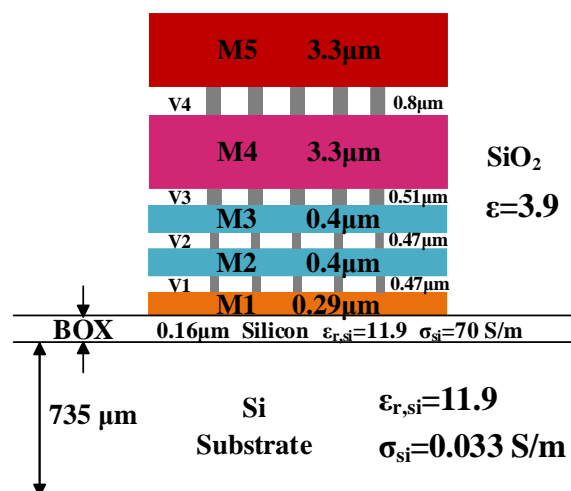 M5 3.3μm
V4 0.8μm
M4 3.3μm
SiO₂
V3 0.51μm
ε=3.9
M3 0.4μm
V2 0.47μm
M2 0.4μm
V1 0.47μm
M1 0.29μm
BOX 0.16μm Silicon εr,si=11.9 σsi=70 S/m
735 μm
Si
Substrate
εr,si=11.9
σsi=0.033 S/m